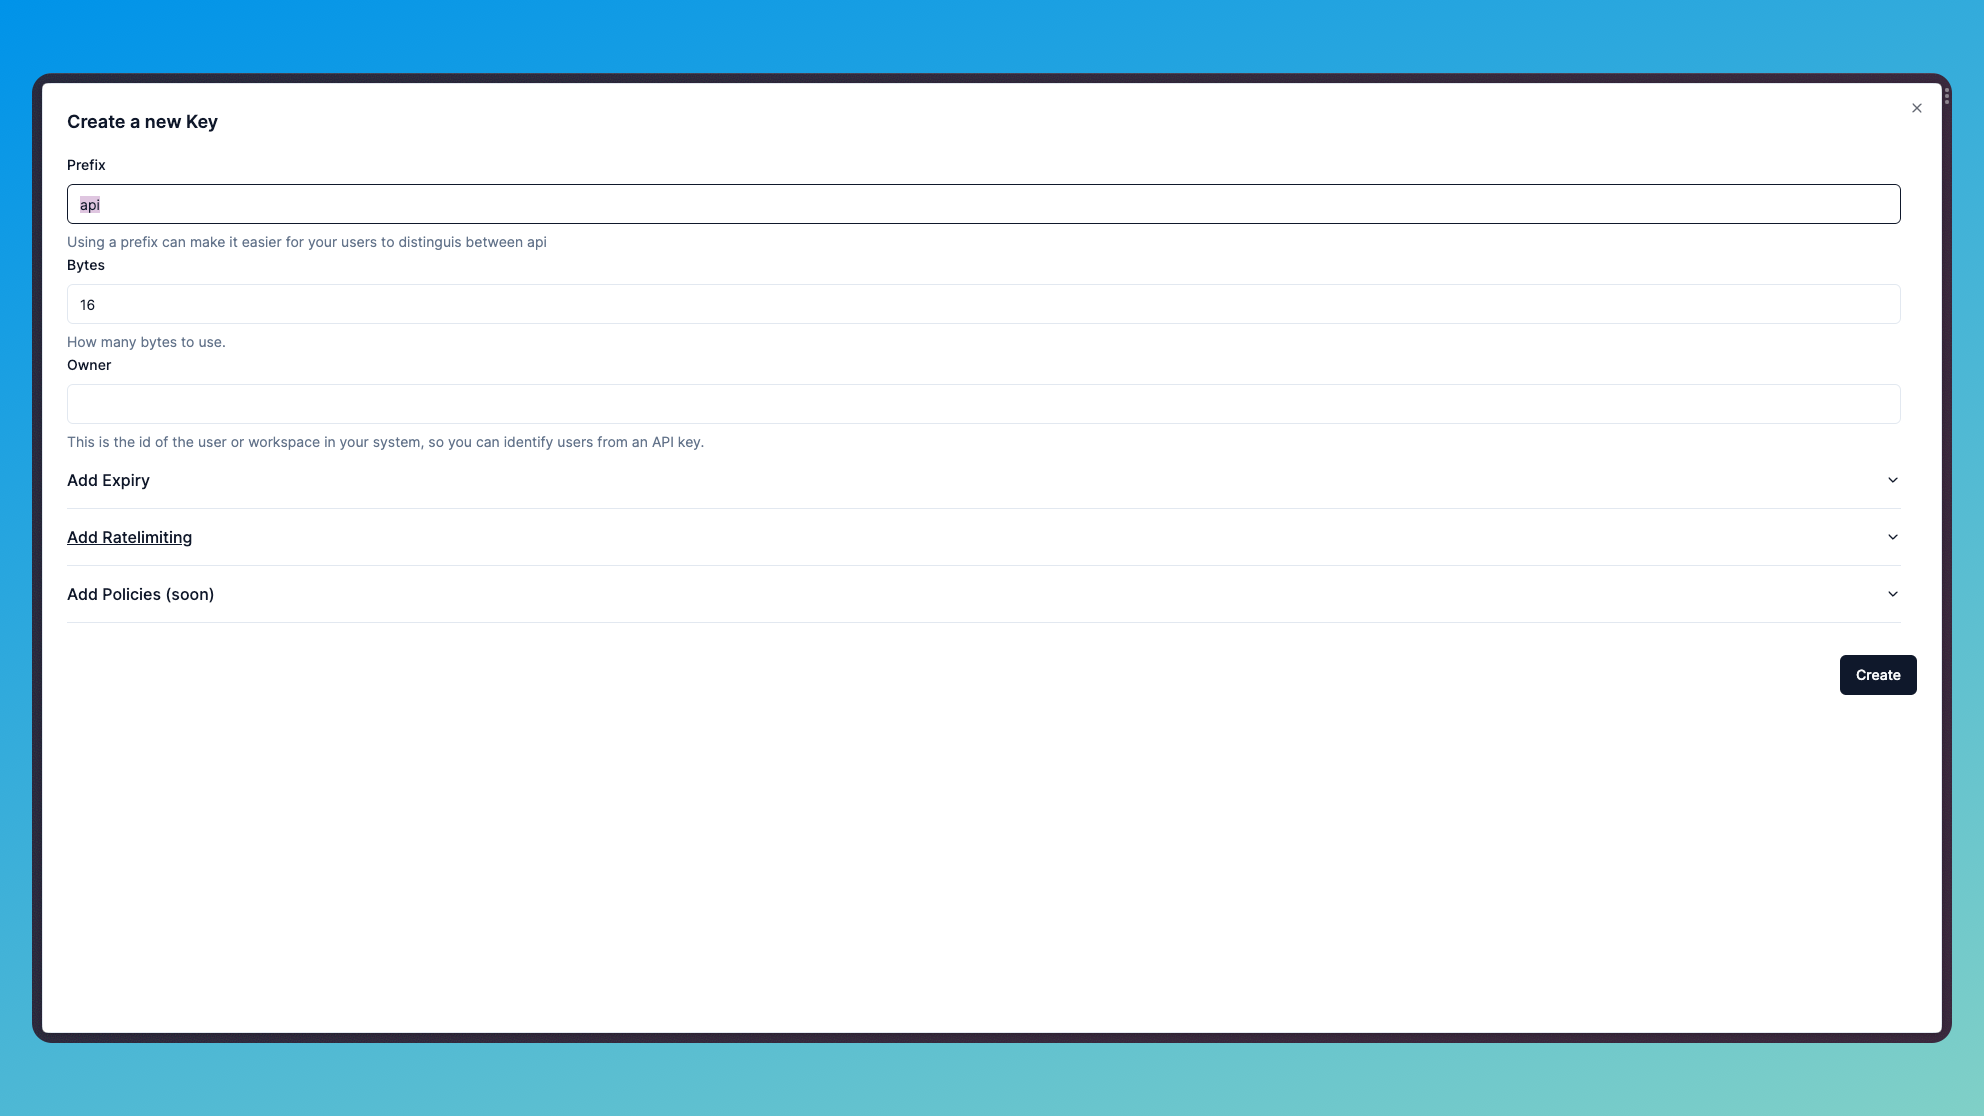 Create a new Key
Prefix
api
Using a prefix can make it easier for your users to distinguis between api
Bytes
16
How many bytes to use.
Owner
This is the id of the user or workspace in your system, so you can identify users from an API key.
Add Expiry
Add Ratelimiting
Add Policies (soon)
Create